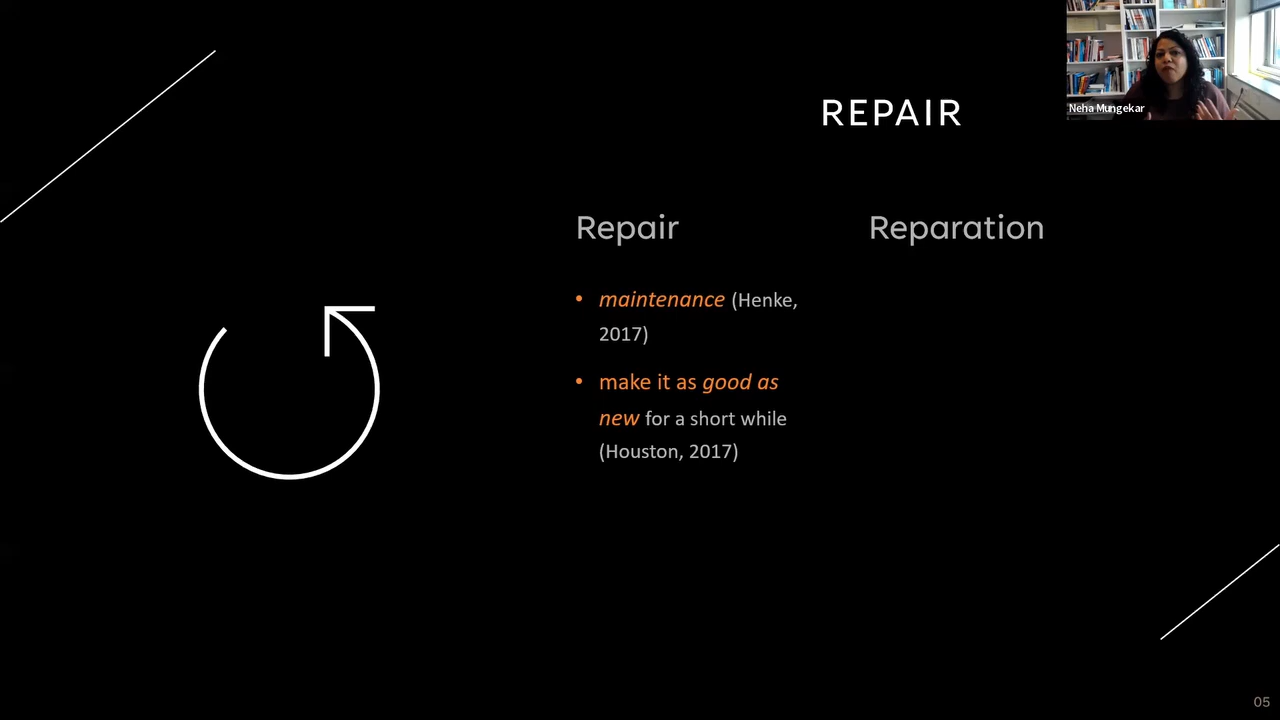 REPAIR
Neha Mungekar
Repair
Reparation
• maintenance (Henke,
2017)
• make it as good as
new for a short while
(Houston, 2017)
05